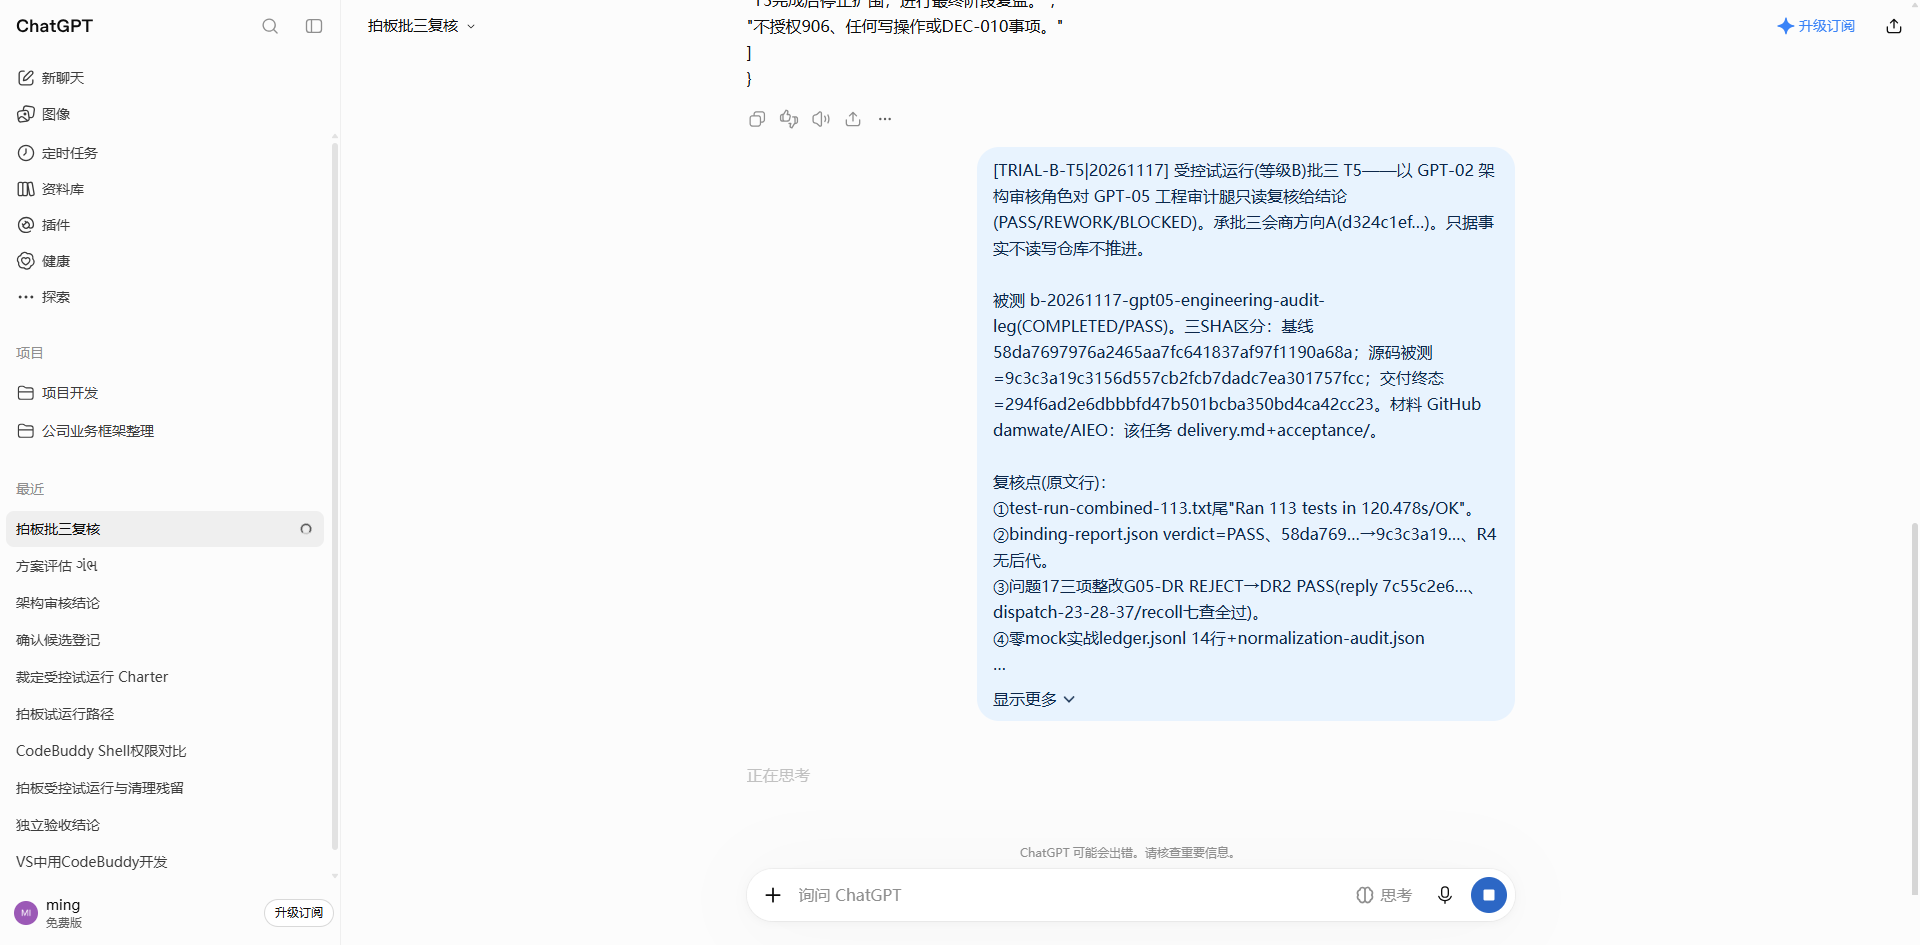 ChatGPT
新聊天
图像
定时任务
资料库
插件
健康
探索
项目
项目开发
公司业务框架整理
最近
拍板批三复核
方案评估
架构审核结论
确认候选登记
裁定受控试运行 Charter
拍板试运行路径
CodeBuddy Shell权限对比
拍板受控试运行与清理残留
独立验收结论
VS中用CodeBuddy开发
MI
ming
免费版
升级订阅
拍板批三复核
升级订阅
"不授权906、任何写操作或DEC-010事项。"
]
}
[TRIAL-B-T5|20261117] 受控试运行(等级B)批三 T5——以 GPT-02 架
构审核角色对 GPT-05 工程审计腿只读复核给结论
(PASS/REWORK/BLOCKED)。承批三会商方向A(d324c1ef...)。只据事
实不读写仓库不推进。
被测 b-20261117-gpt05-engineering-audit-
leg(COMPLETED/PASS)。三SHA区分：基线
58da7697976a2465aa7fc641837af97f1190a68a；源码被测
=9c3c3a19c3156d557cb2fcb7dadc7ea301757fcc；交付终态
=294f6ad2e6dbbbfd47b501bcba350bd4ca42cc23。材料 GitHub
damwate/AIEO：该任务 delivery.md+acceptance/。
复核点(原文行)：
①test-run-combined-113.txt尾"Ran 113 tests in 120.478s/OK"。
②binding-report.json verdict=PASS、58da769...→9c3c3a19...、R4
无后代。
③问题17三项整改G05-DR REJECT→DR2 PASS(reply 7c55c2e6...、
dispatch-23-28-37/recoll七查全过)。
④零mock实战ledger.jsonl 14行+normalization-audit.json
...
显示更多
正在思考
ChatGPT 可能会出错。请核查重要信息。
询问 ChatGPT
思考